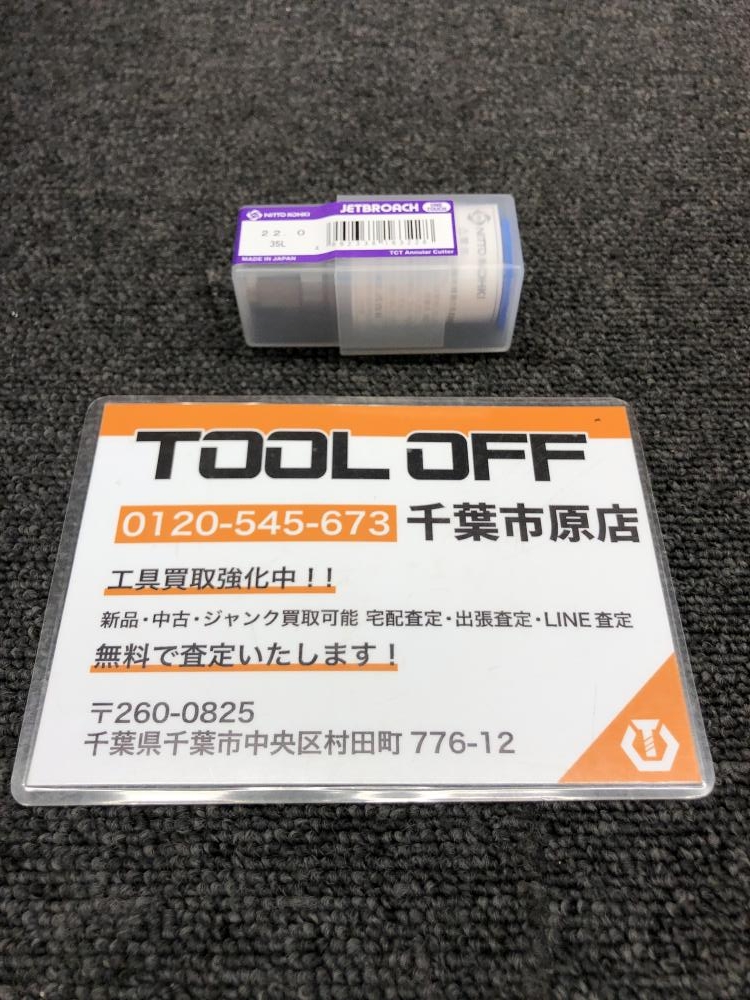 NITTO KOHKI JETBROACH ONE TOUCH
22.0
35L
MADE IN JAPAN TCT Annular Cutter
NITTO KOHKI
TOOL OFF
0120-545-673 千葉市原店
工具買取強化中！！
新品・中古・ジャンク買取可能 宅配査定・出張査定・LINE査定
無料で査定いたします！
〒260-0825
千葉県千葉市中央区村田町 776-12